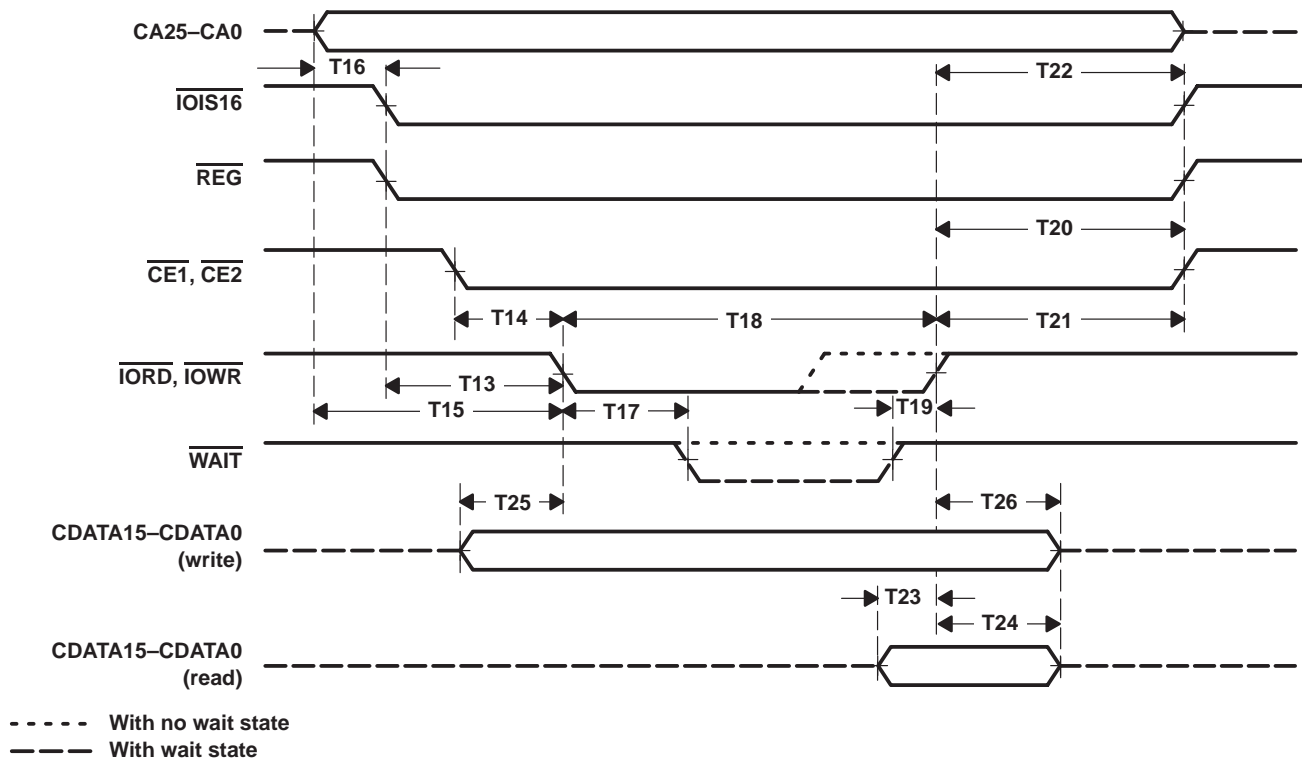 CA25–CA0
T16
T22
IOIS16
REG
T20
CE1, CE2
T14
T18
T21
IORD, IOWR
T13
T19
T15
T17
WAIT
T25
T26
CDATA15–CDATA0
(write)
T23
T24
CDATA15–CDATA0
(read)
With no wait state
With wait state